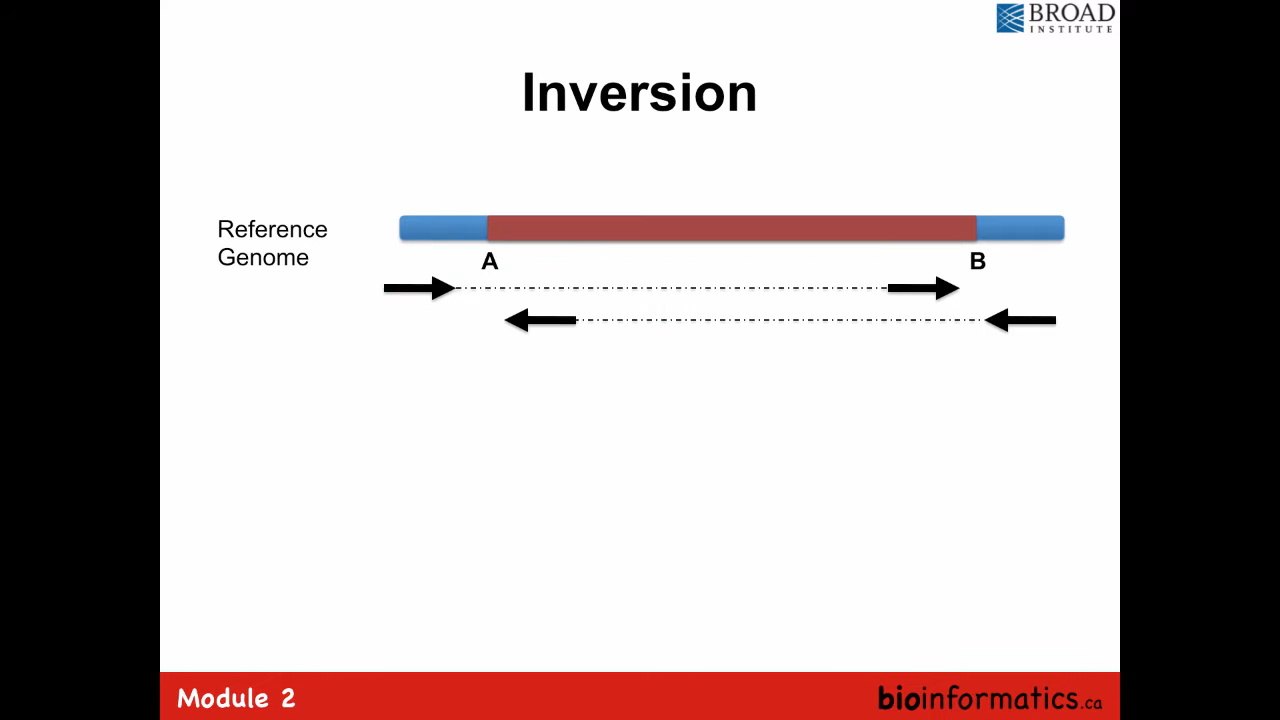 BROAD
INSTITUTE
Inversion
Reference
Genome
A
B
Module 2
bioinformatics.ca